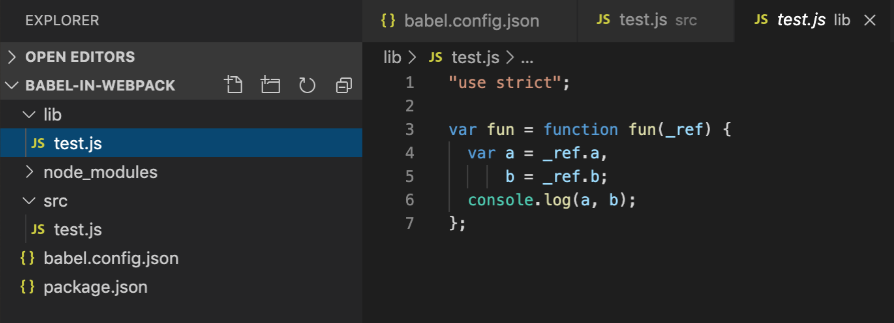 EXPLORER
OPEN EDITORS
BABEL-IN-WEBPACK
lib
JS test.js
node_modules
src
JS test.js
{} babel.config.json
{} package.json
{} babel.config.json JS test.js src JS test.js lib
lib > JS test.js > ...
1 "use strict";
2
3 var fun = function fun(_ref) {
4 var a = _ref.a,
5 b = _ref.b;
6 console.log(a, b);
7 };